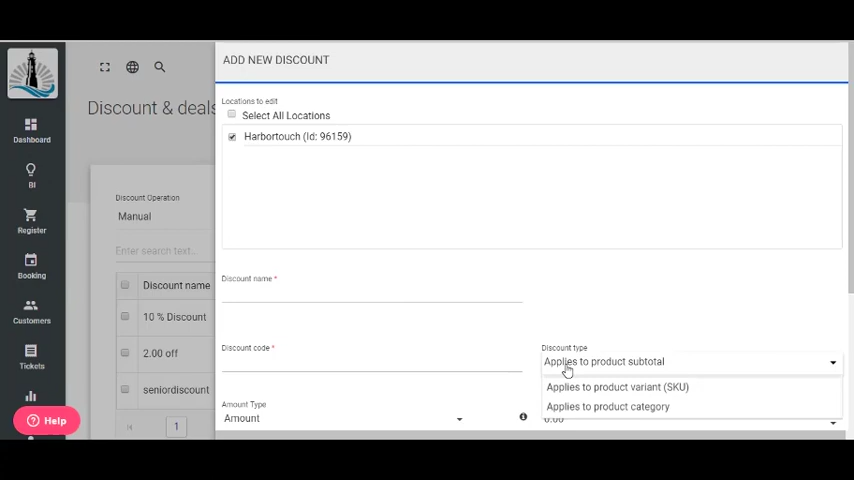 ADD NEW DISCOUNT
Locations to edit
Select All Locations
Discount & deals
Harbortouch (Id: 96159)
Dashboard
BI
Discount Operation
Manual
Register
Enter search text...
Booking
Discount name *
Discount name
10 % Discount
Customers
Discount code *
Discount type
2.00 off
Applies to product subtotal
Tickets
seniordiscount
Applies to product variant (SKU)
Amount Type
Applies to product category
Help
1
Amount
0.00